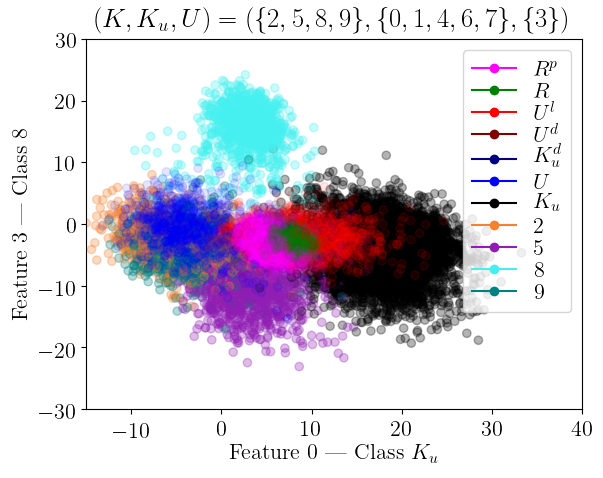 (K, K_u, U) = ({2, 5, 8, 9}, {0, 1, 4, 6, 7}, {3})
30
20
10
0
−10
−20
−30
Feature 3 — Class 8
R^p
R
U^l
U^d
K_u^d
U
K_u
2
5
8
9
−10
0
10
20
30
40
Feature 0 — Class K_u